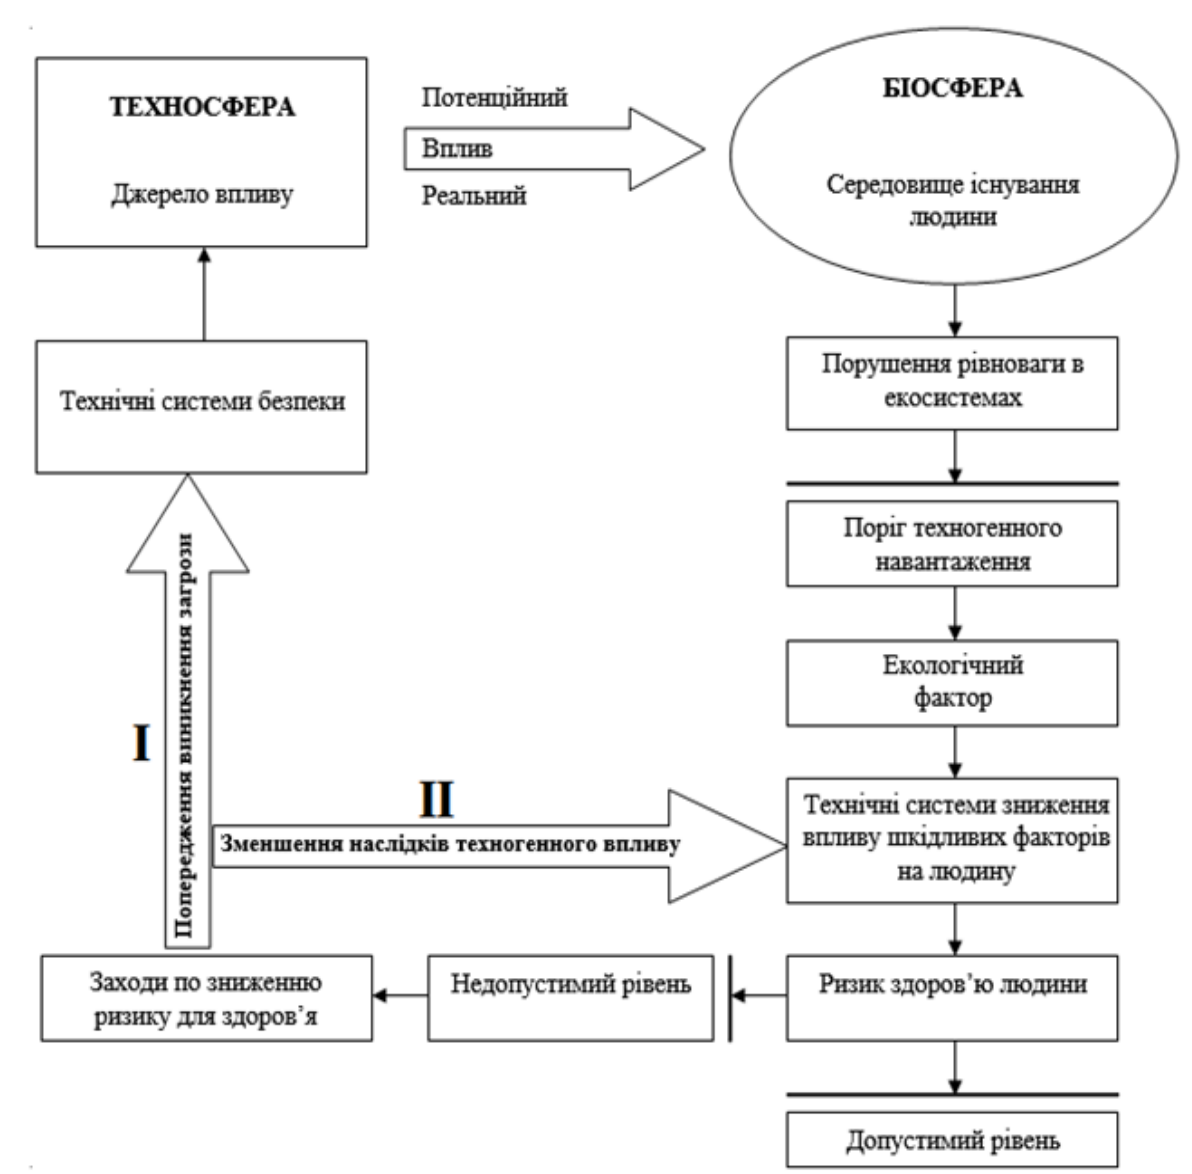 ТЕХНОСФЕРА
Джерело впливу
Потенційний
Вплив
Реальний
БІОСФЕРА
Середовище існування
людини
Технічні системи безпеки
Порушення рівноваги в
екосистемах
Поріг техногенного
навантаження
Екологічний
фактор
I
Попередження виникнення загрози
II
Зменшення наслідків техногенного впливу
Технічні системи зниження
впливу шкідливих факторів
на людину
Заходи по зниженню
ризику для здоров’я
Недопустимий рівень
Ризик здоров’ю людини
Допустимий рівень